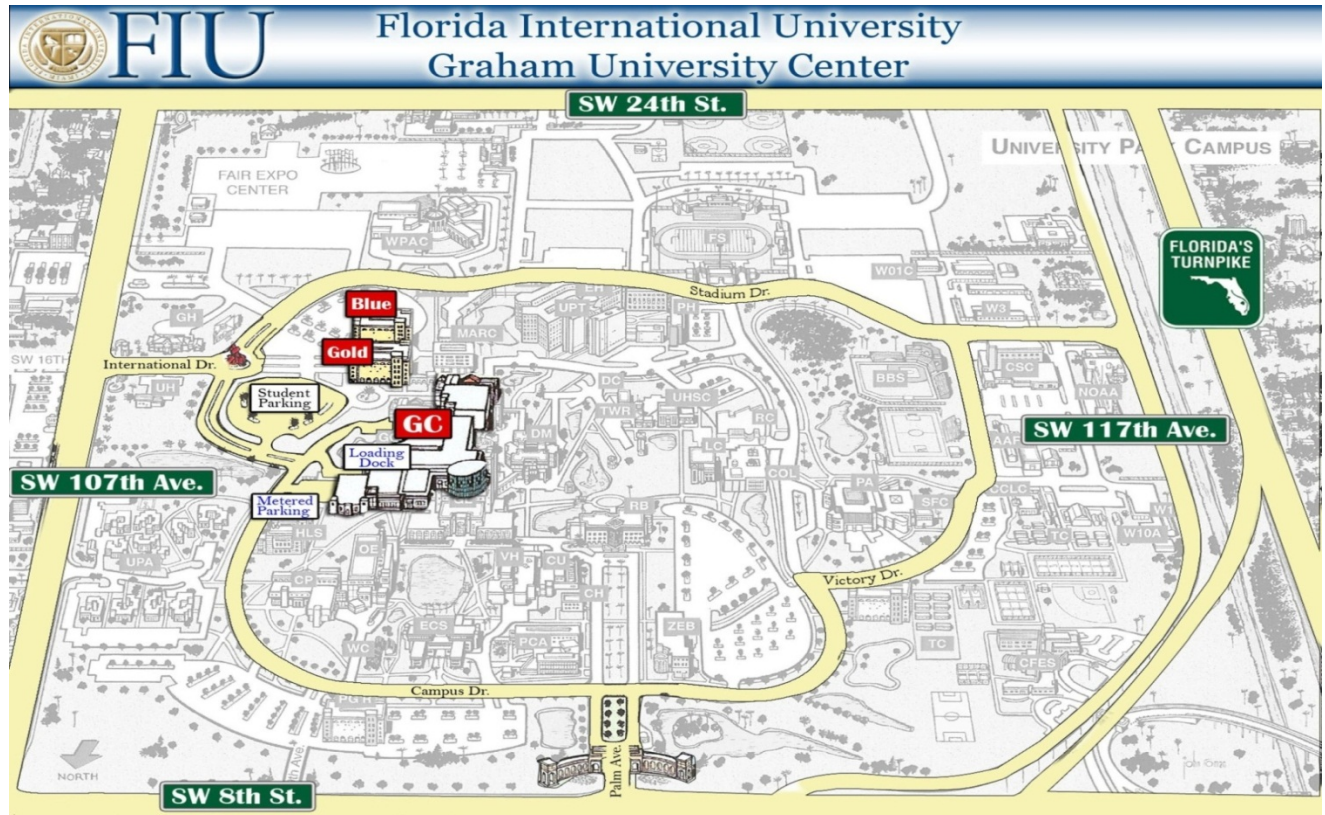 FIU
Florida International University
Graham University Center
SW 24th St.
UNIVERSITY PARK CAMPUS
FAIR EXPO
CENTER
WPAC
FS
FLORIDA'S
TURNPIKE
W01C
Stadium Dr.
Blue
GH
UPT
PH
W3
MARC
Gold
SW 16TH
International Dr.
CSC
BBS
UH
DC
NOAA
Student
Parking
UHSC
TWR
RC
GC
SW 117th Ave.
DM
Loading
Dock
COL
SW 107th Ave.
PA
CCLC
SFC
Metered
Parking
RB
HLS
TC
W10A
OE
UPA
VH
CU
CP
Victory Dr.
CH
ECS
ZEB
PCA
WC
TC
CFES
Campus Dr.
Palm Ave.
NORTH
SW 8th St.